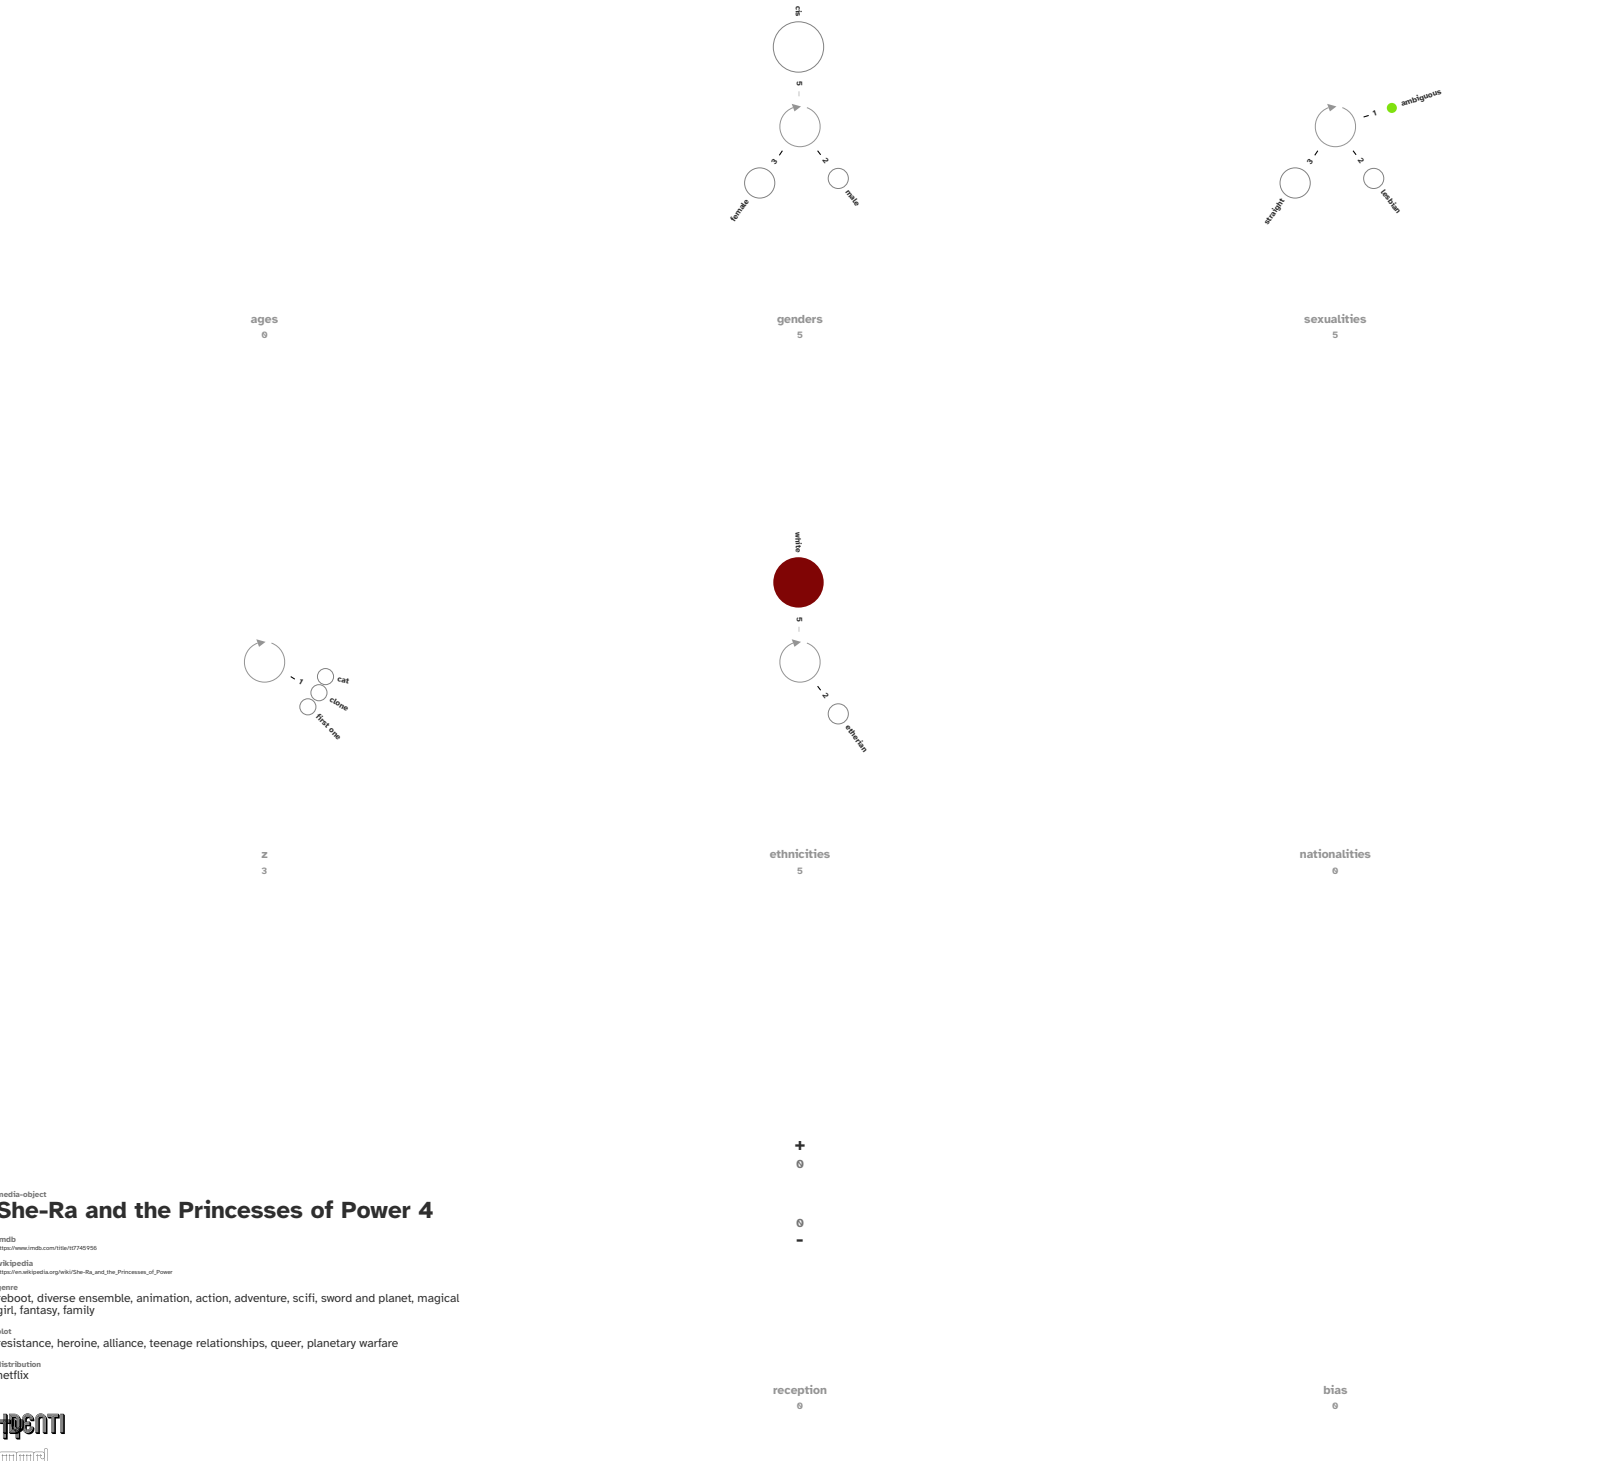 cis
5
3
2
female
male
1
ambiguous
3
2
straight
lesbian
ages
0
genders
5
sexualities
5
white
5
1
cat
clone
first one
2
etherian
z
3
ethnicities
5
nationalities
0
+
0
0
-
media-object
She-Ra and the Princesses of Power 4
imdb
https://www.imdb.com/title/tt7745956
wikipedia
https://en.wikipedia.org/wiki/She-Ra_and_the_Princesses_of_Power
genre
reboot, diverse ensemble, animation, action, adventure, scifi, sword and planet, magical
girl, fantasy, family
plot
resistance, heroine, alliance, teenage relationships, queer, planetary warfare
distribution
netflix
reception
0
bias
0